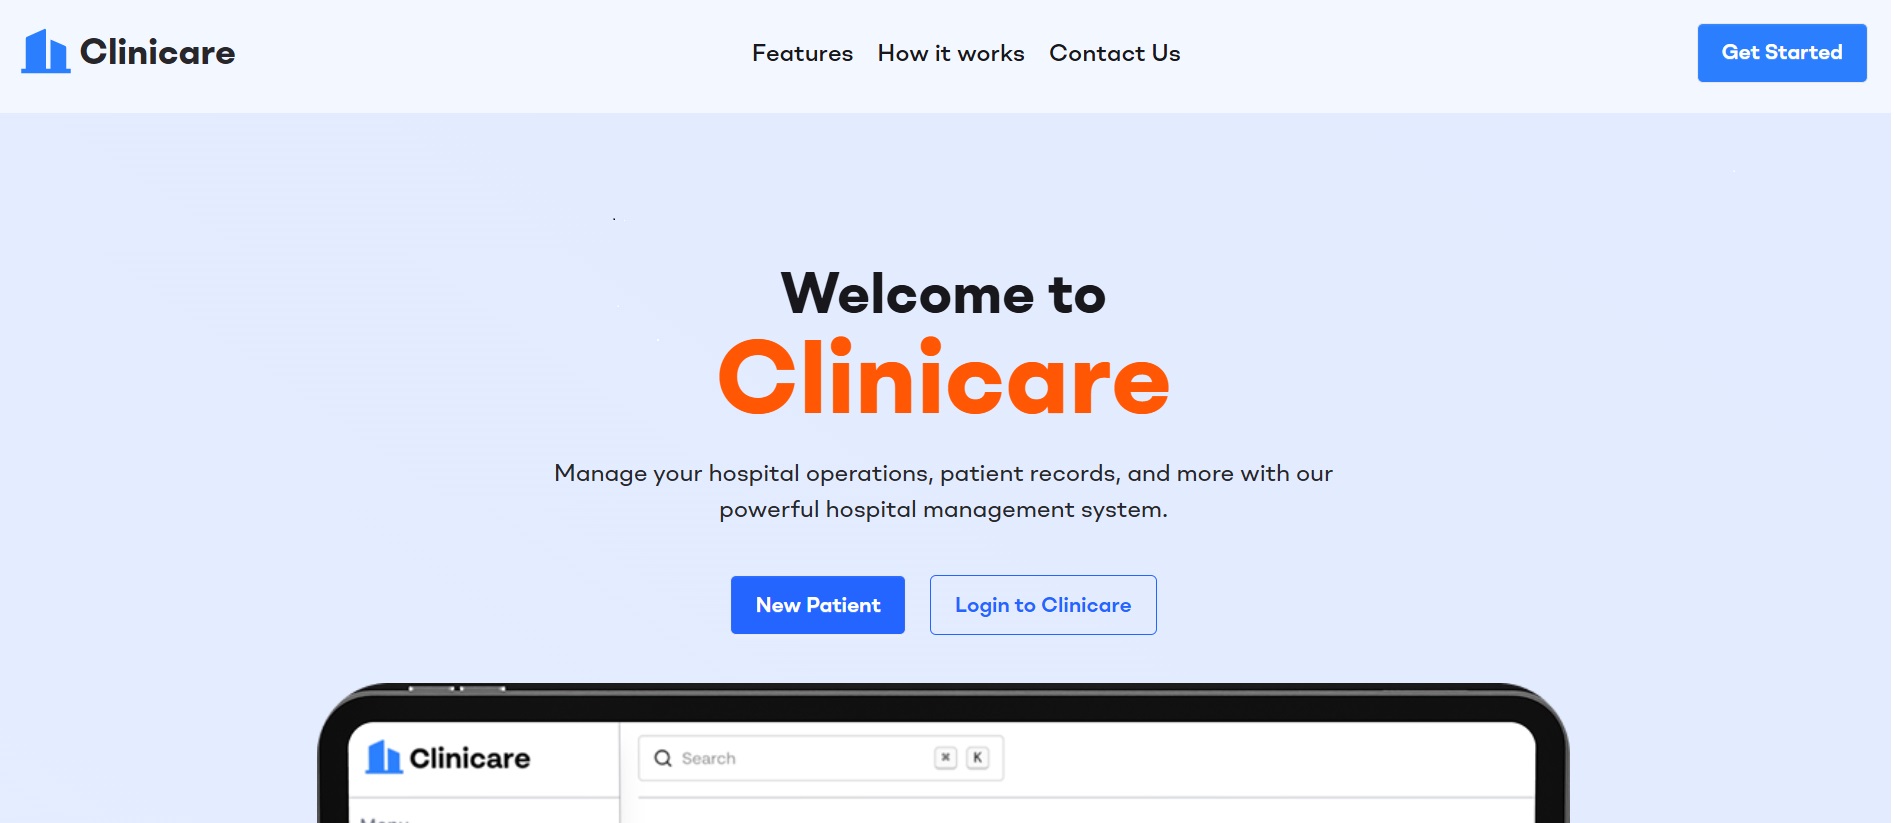 Clinicare
Features How it works Contact Us
Get Started
Welcome to
Clinicare
Manage your hospital operations, patient records, and more with our
powerful hospital management system.
New Patient Login to Clinicare
Clinicare
Search ⌘ K
Menu